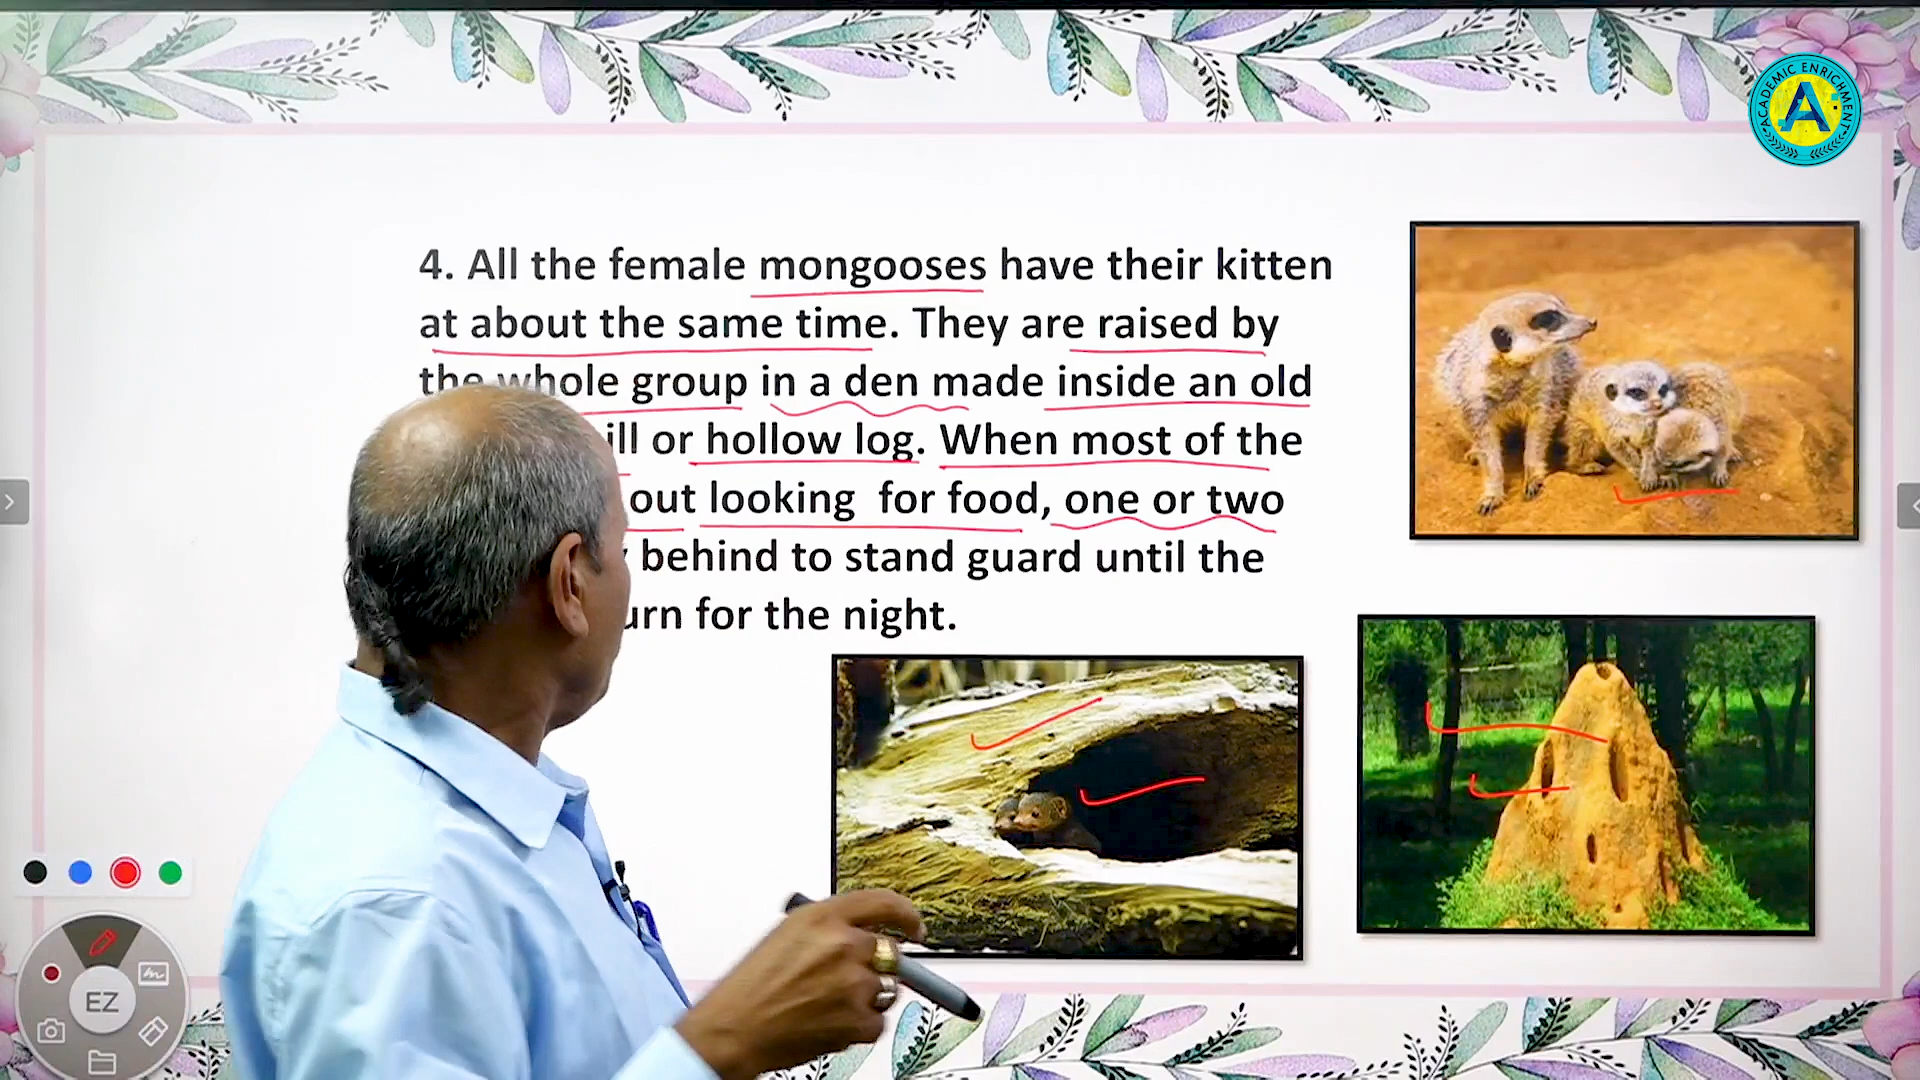 4. All the female mongooses have their kitten
at about the same time. They are raised by
the whole group in a den made inside an old
or hollow log. When most of the
out looking for food, one or two
behind to stand guard until the
for the night.
ACADEMIC ENRICHMENT
A
EZ